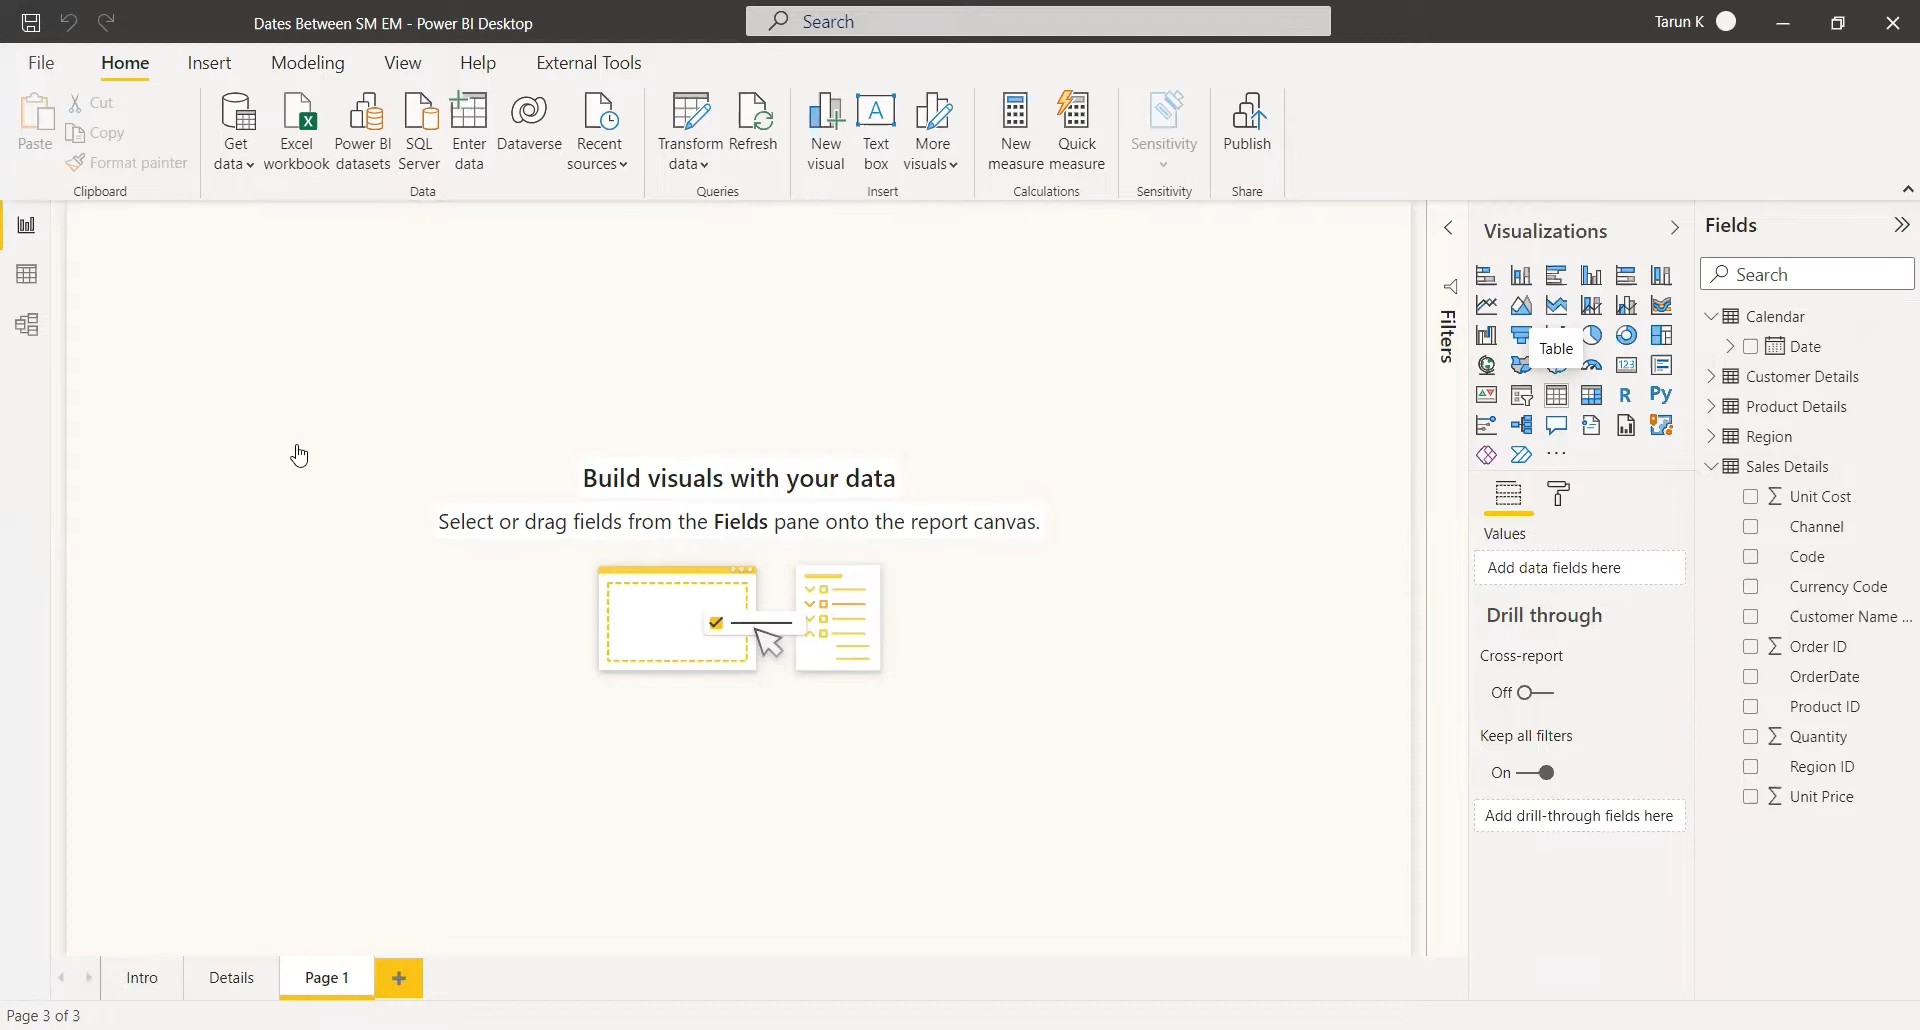 Dates Between SM EM - Power BI Desktop
Search
Tarun K
File
Home
Insert
Modeling
View
Help
External Tools
Paste
Cut
Copy
Format painter
Clipboard
Get data
Excel workbook
Power BI datasets
SQL Server
Enter data
Dataverse
Recent sources
Data
Transform data
Refresh
Queries
New visual
Text box
More visuals
Insert
New measure
Quick measure
Calculations
Sensitivity
Sensitivity
Publish
Share
Build visuals with your data
Select or drag fields from the Fields pane onto the report canvas.
Filters
Visualizations
Table
123
R
Py
...
Values
Add data fields here
Drill through
Cross-report
Off
Keep all filters
On
Add drill-through fields here
Fields
Search
Calendar
Date
Customer Details
Product Details
Region
Sales Details
Unit Cost
Channel
Code
Currency Code
Customer Name ...
Order ID
OrderDate
Product ID
Quantity
Region ID
Unit Price
Intro
Details
Page 1
Page 3 of 3